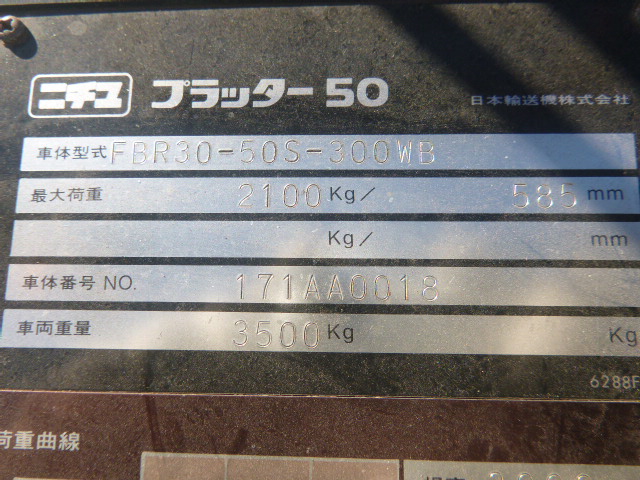 ニチユ プラッター 50 日本輸送機株式会社
車体型式 FBR30-50S-300WB
最大荷重 2100 Kg/ 585 mm
Kg/ mm
車体番号 NO. 171AA0018
車両重量 3500 Kg Kg
6288F
荷重曲線